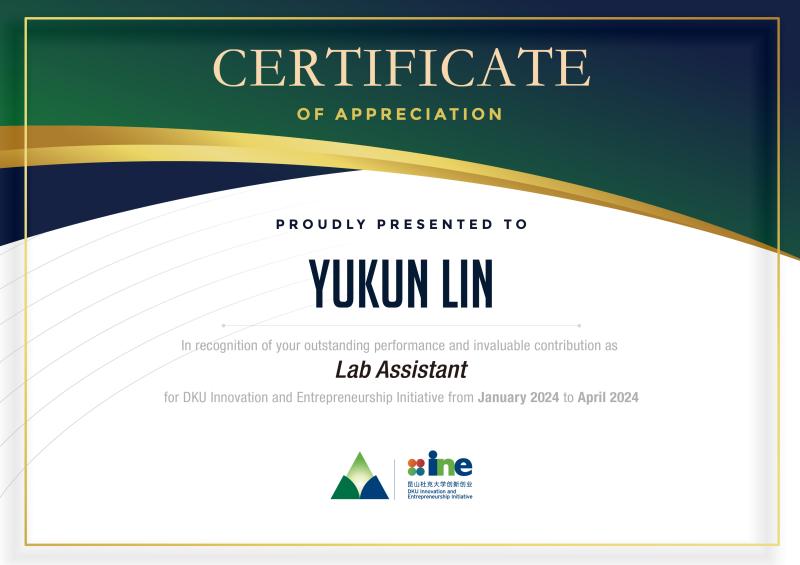 CERTIFICATE
OF APPRECIATION
PROUDLY PRESENTED TO
YUKUN LIN
In recognition of your outstanding performance and invaluable contribution as
Lab Assistant
for DKU Innovation and Entrepreneurship Initiative from January 2024 to April 2024
ine
昆山杜克大学创新创业
DKU Innovation and
Entrepreneurship Initiative